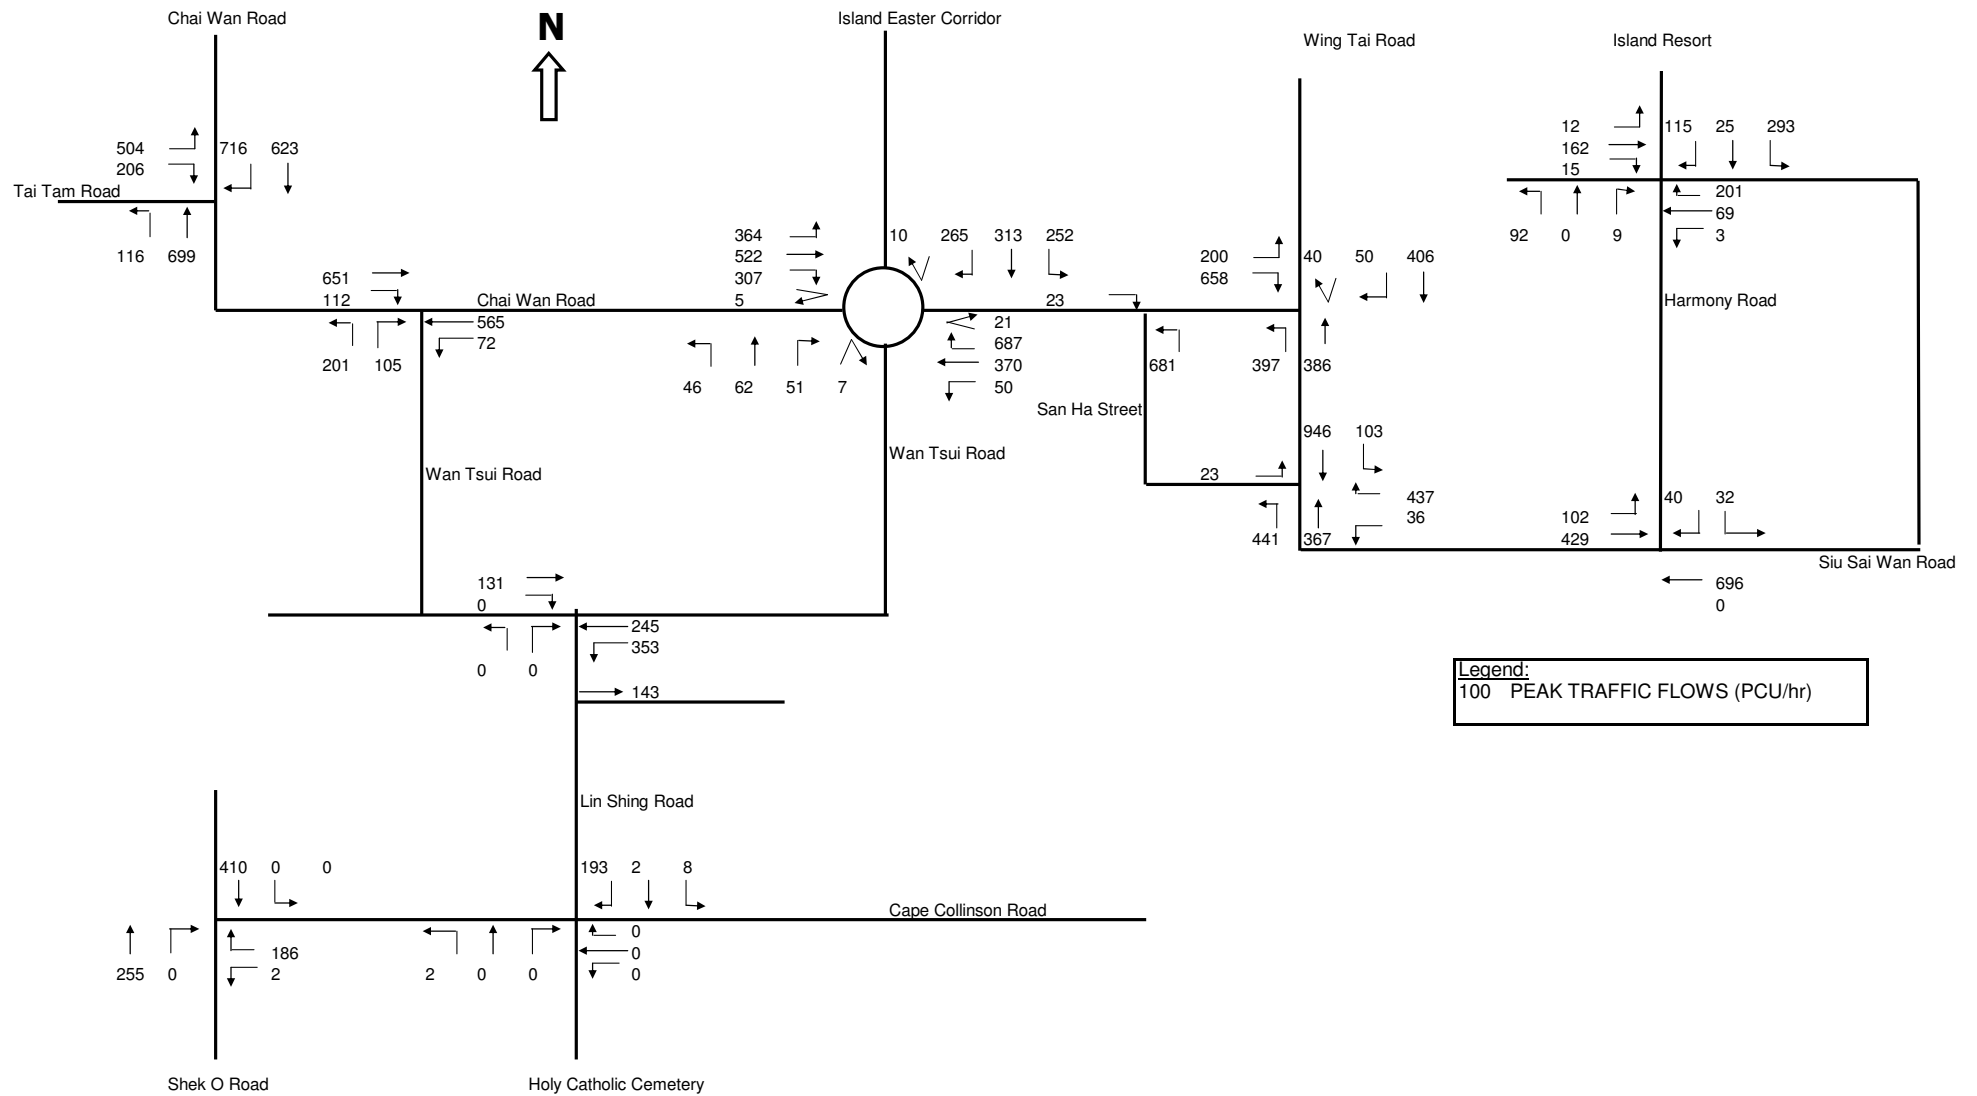 Chai Wan Road
N
Island Easter Corridor
Wing Tai Road
Island Resort
504
206
716 623
Tai Tam Road
116 699
651
112
Chai Wan Road
565
72
201 105
Wan Tsui Road
364
522
307
5
10 265 313 252
21
687
370
50
46 62 51 7
Wan Tsui Road
23
681
San Ha Street
200
658
40 50 406
397 386
946 103
23
437
36
441 367
12
162
15
115 25 293
201
69
3
92 0 9
Harmony Road
102
429
40 32
Siu Sai Wan Road
696
0
131
0
245
353
0 0
143
Lin Shing Road
Legend:
100 PEAK TRAFFIC FLOWS (PCU/hr)
410 0 0
193 2 8
Cape Collinson Road
255 0
186
2
2 0 0
0
0
0
Shek O Road
Holy Catholic Cemetery